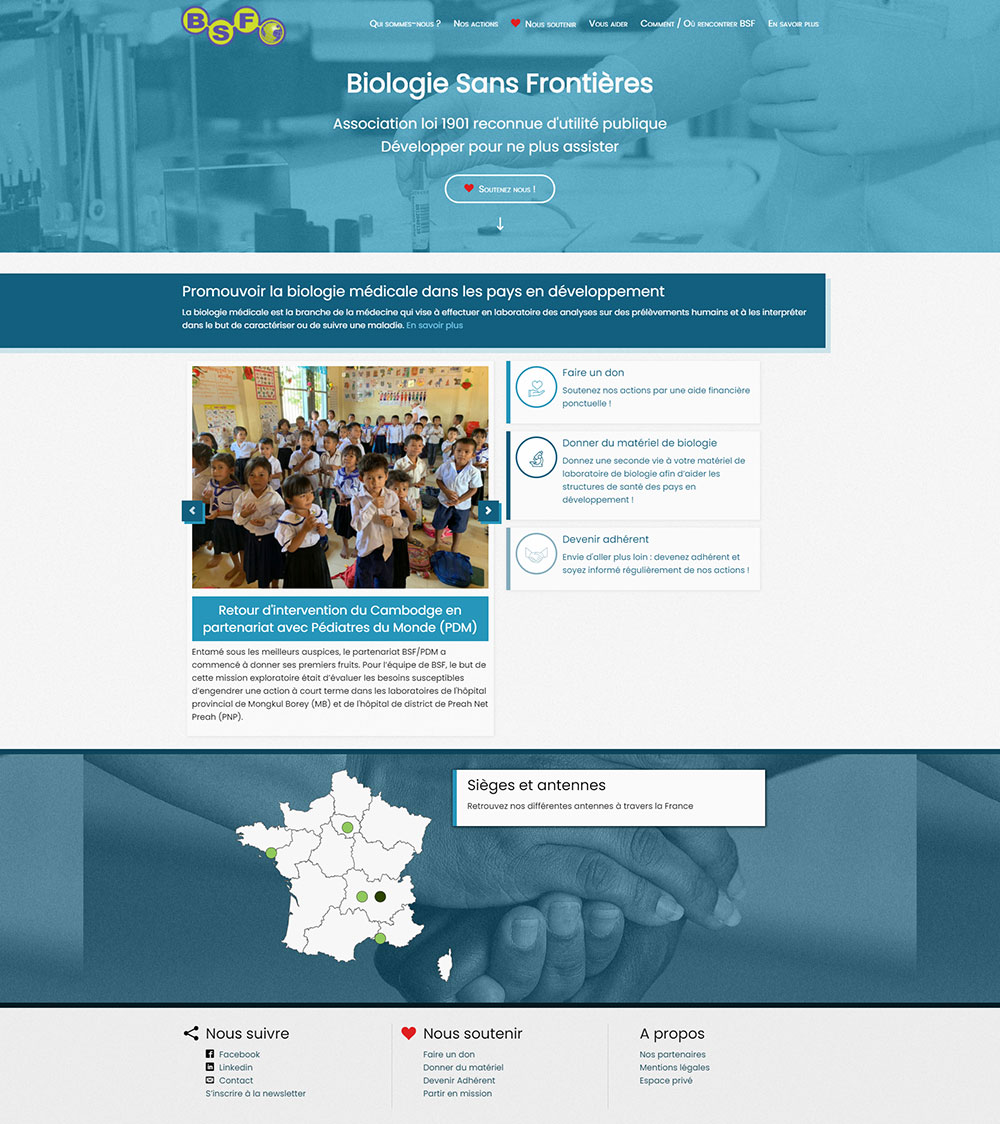 BSF
Qui sommes-nous ? Nos actions Nous soutenir Vous aider Comment / Où rencontrer BSF En savoir plus
Biologie Sans Frontières
Association loi 1901 reconnue d'utilité publique
Développer pour ne plus assister
Soutenez nous !
Promouvoir la biologie médicale dans les pays en développement
La biologie médicale est la branche de la médecine qui vise à effectuer en laboratoire des analyses sur des prélèvements humains et à les interpréter
dans le but de caractériser ou de suivre une maladie. En savoir plus
Retour d'intervention du Cambodge en
partenariat avec Pédiatres du Monde (PDM)
Entamé sous les meilleurs auspices, le partenariat BSF/PDM a
commencé à donner ses premiers fruits. Pour l'équipe de BSF, le but de
cette mission exploratoire était d'évaluer les besoins susceptibles
d'engendrer une action à court terme dans les laboratoires de l'hôpital
provincial de Mongkul Borey (MB) et de l'hôpital de district de Preah Net
Preah (PNP).
Faire un don
Soutenez nos actions par une aide financière
ponctuelle !
Donner du matériel de biologie
Donnez une seconde vie à votre matériel de
laboratoire de biologie afin d'aider les
structures de santé des pays en
développement !
Devenir adhérent
Envie d'aller plus loin : devenez adhérent et
soyez informé régulièrement de nos actions !
Sièges et antennes
Retrouvez nos différentes antennes à travers la France
Nous suivre
Facebook
Linkedin
Contact
S'inscrire à la newsletter
Nous soutenir
Faire un don
Donner du matériel
Devenir Adhérent
Partir en mission
A propos
Nos partenaires
Mentions légales
Espace privé